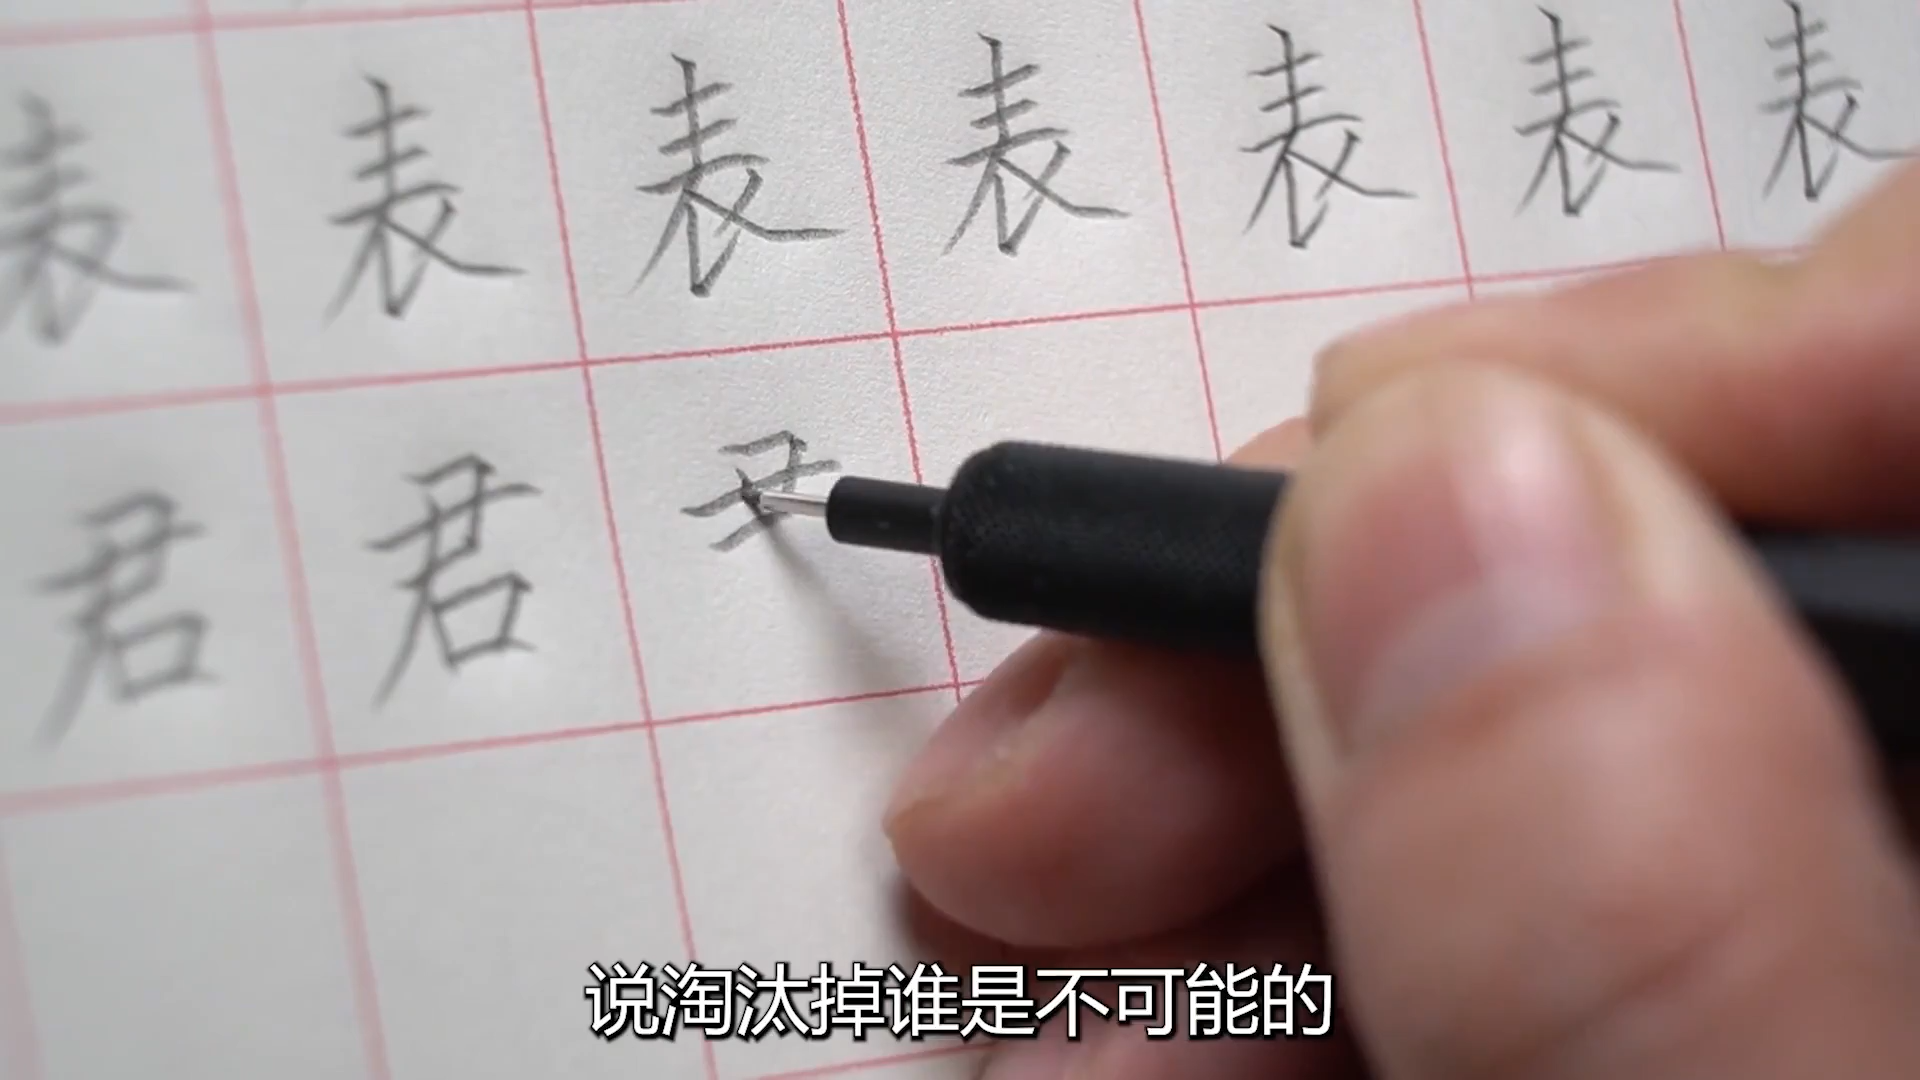 表 表 表 表 表 表 表
君 君 尹
说淘汰掉谁是不可能的